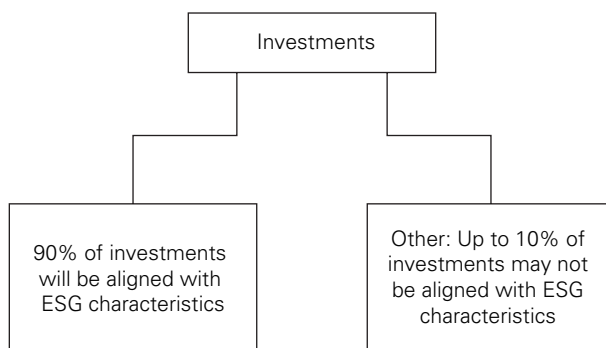 Investments
90% of investments
will be aligned with
ESG characteristics
Other: Up to 10% of
investments may not
be aligned with ESG
characteristics